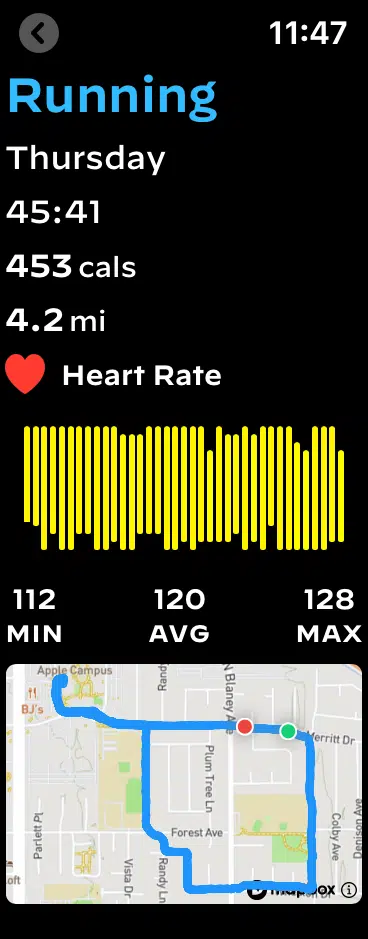 11:47
Running
Thursday
45:41
453 cals
4.2 mi
Heart Rate
112 120 128
MIN AVG MAX
Apple Campus
BJ's
Randy
N Blaney Ave
Merritt Dr
Plum Tree Ln
Parlett Pl
Forest Ave
Colby Ave
Denison Ave
Vista Dr
Randy Ln
oft
mapbox